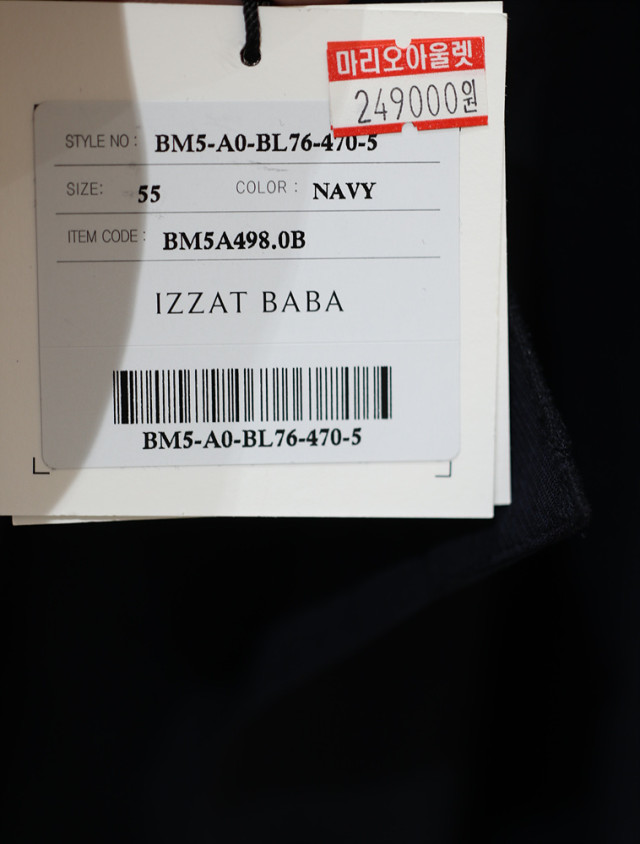 마리오아울렛
249000원
STYLE NO : BM5-A0-BL76-470-5
SIZE: 55 COLOR : NAVY
ITEM CODE : BM5A498.0B
IZZAT BABA
BM5-A0-BL76-470-5